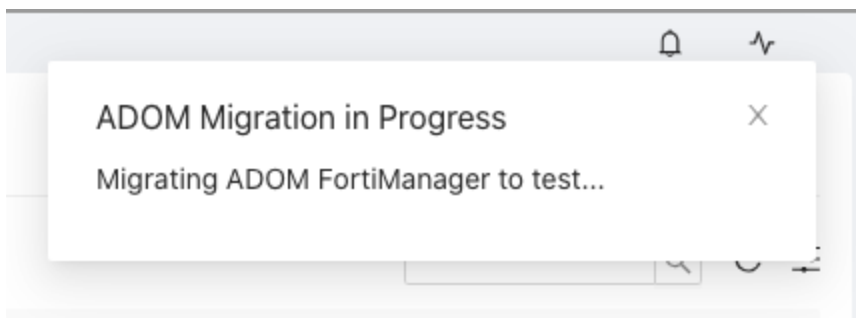 ADOM Migration in Progress
Migrating ADOM FortiManager to test...